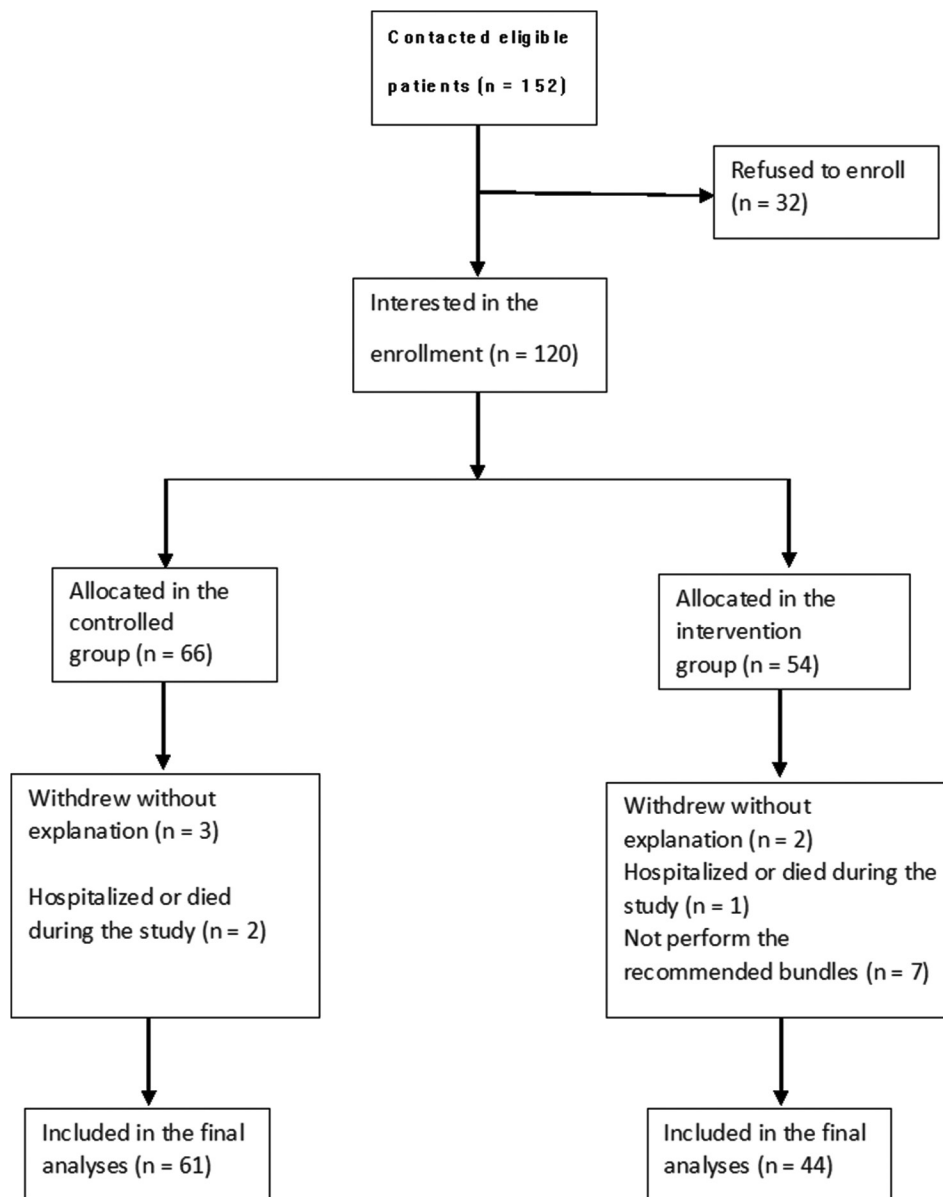 Contacted eligible
patients (n = 152)
Refused to enroll
(n = 32)
Interested in the
enrollment (n = 120)
Allocated in the
controlled
group (n = 66)
Allocated in the
intervention
group (n = 54)
Withdrew without
explanation (n = 3)
Hospitalized or died
during the study (n = 2)
Withdrew without
explanation (n = 2)
Hospitalized or died during the
study (n = 1)
Not perform the
recommended bundles (n = 7)
Included in the final
analyses (n = 61)
Included in the final
analyses (n = 44)